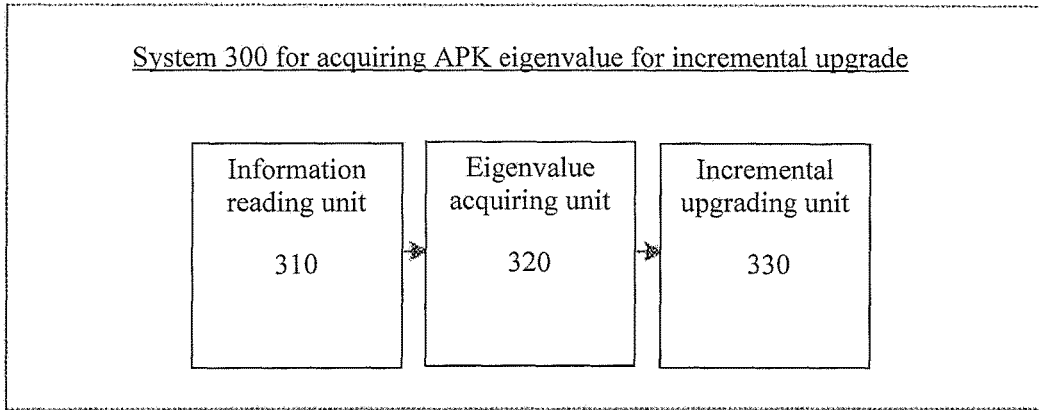 System 300 for acquiring APK eigenvalue for incremental upgrade
Information
reading unit
310
Eigenvalue
acquiring unit
320
Incremental
upgrading unit
330